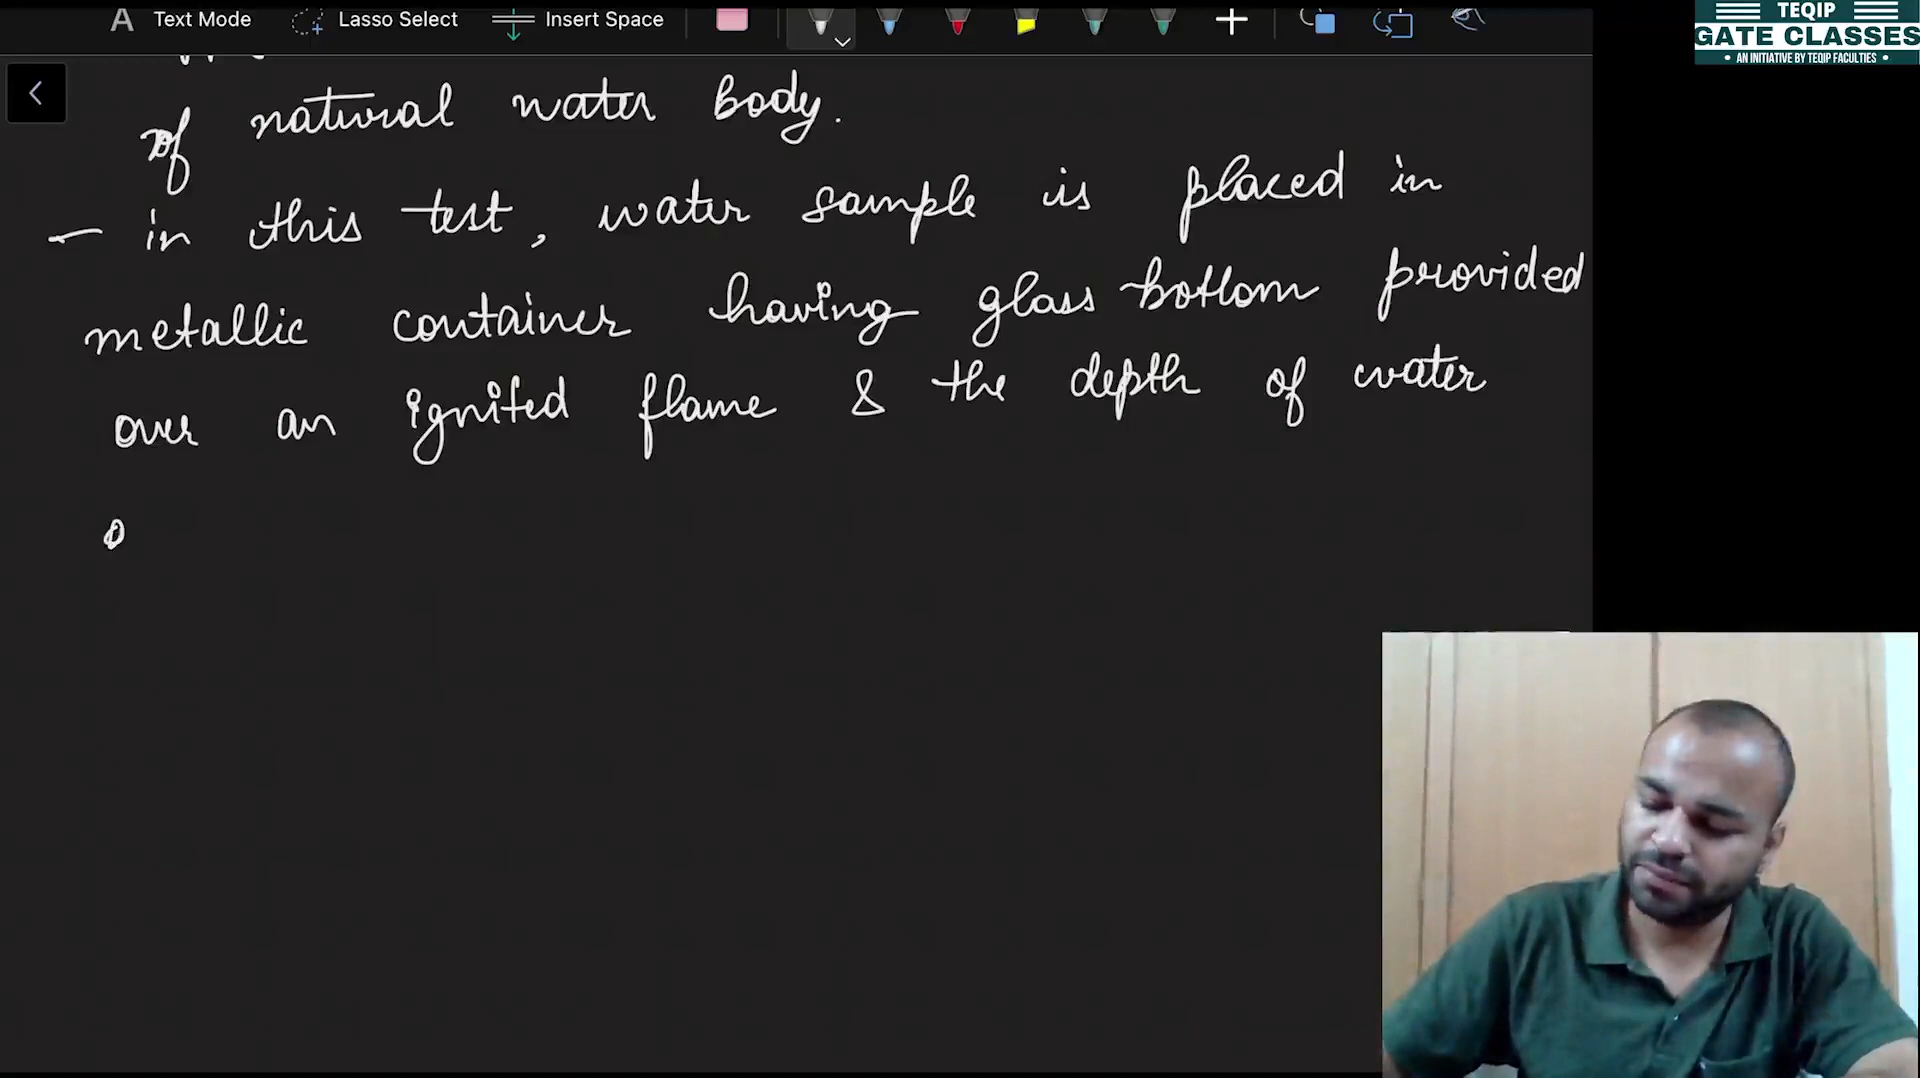 A Text Mode Lasso Select Insert Space
TEQIP
GATE CLASSES
• AN INITIATIVE BY TEQIP FACULTIES •
of natural water body.
- in this test, water sample is placed in
metallic container having glass bottom provided
over an ignited flame & the depth of water
o